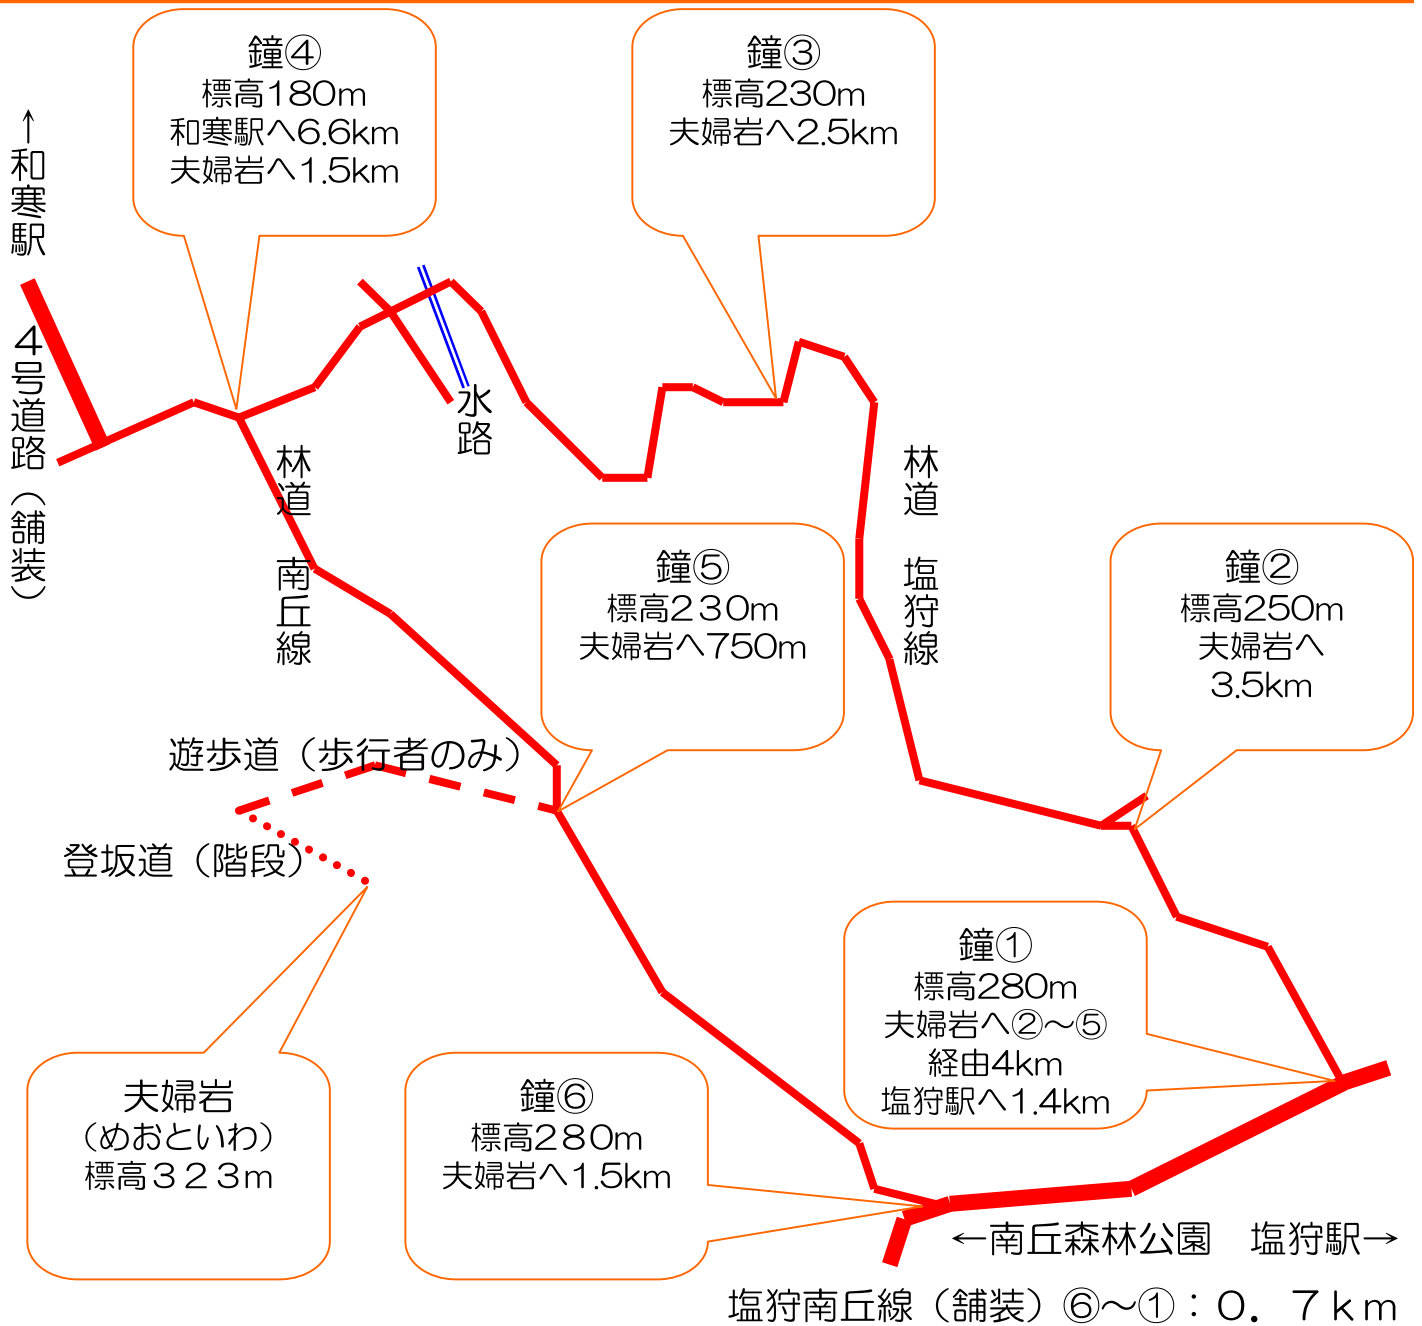 鐘④
標高180m
和寒駅へ6.6km
夫婦岩へ1.5km
鐘③
標高230m
夫婦岩へ2.5km
←和寒駅
4号道路（舗装）
水路
林道　南丘線
林道　塩狩線
鐘⑤
標高230m
夫婦岩へ750m
鐘②
標高250m
夫婦岩へ
3.5km
遊歩道（歩行者のみ）
登坂道（階段）
鐘①
標高280m
夫婦岩へ②～⑤
経由4km
塩狩駅へ1.4km
夫婦岩
（めおといわ）
標高３２３m
鐘⑥
標高280m
夫婦岩へ1.5km
←南丘森林公園　塩狩駅→
塩狩南丘線（舗装）⑥～①：０．７ｋｍ